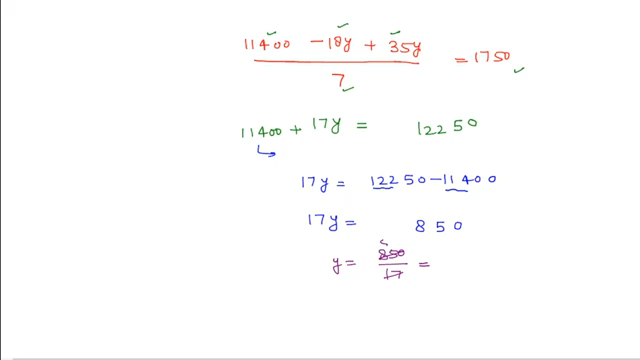 11400 - 18y + 35y
7
= 1750
11400 + 17y = 12250
17y = 12250 - 11400
17y = 850
y = 850/17 =